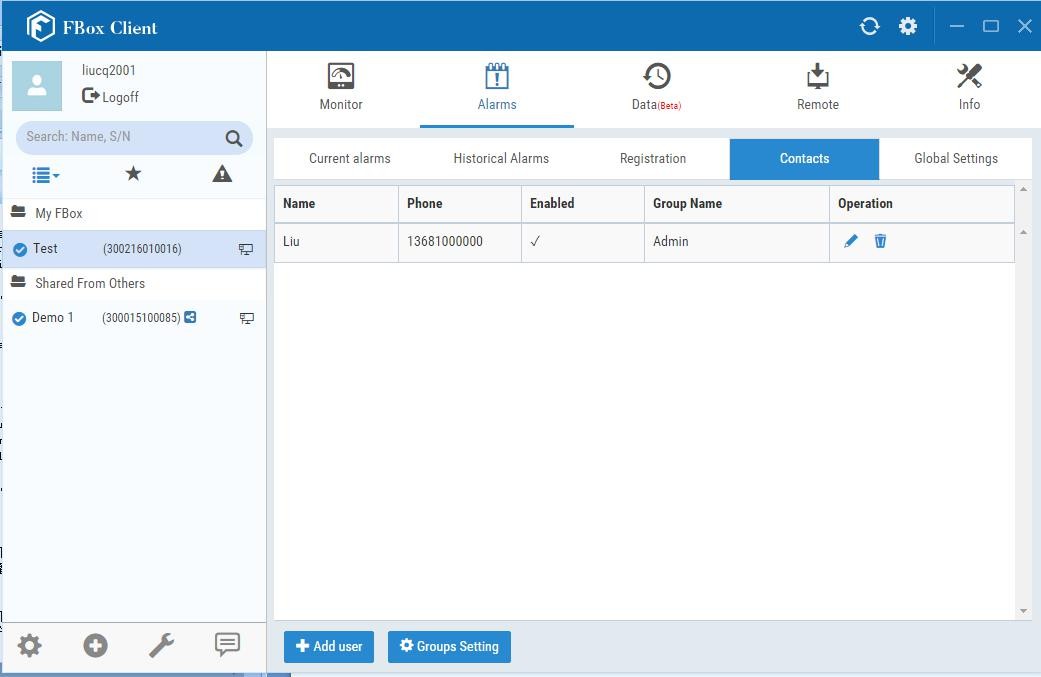 FBox Client
liucq2001
Logoff
Search: Name, S/N
My FBox
Test (300216010016)
Shared From Others
Demo 1 (300015100085)
Monitor Alarms Data(Beta) Remote Info
Current alarms Historical Alarms Registration Contacts Global Settings
Name Phone Enabled Group Name Operation
Liu 13681000000 ✓ Admin
Add user Groups Setting